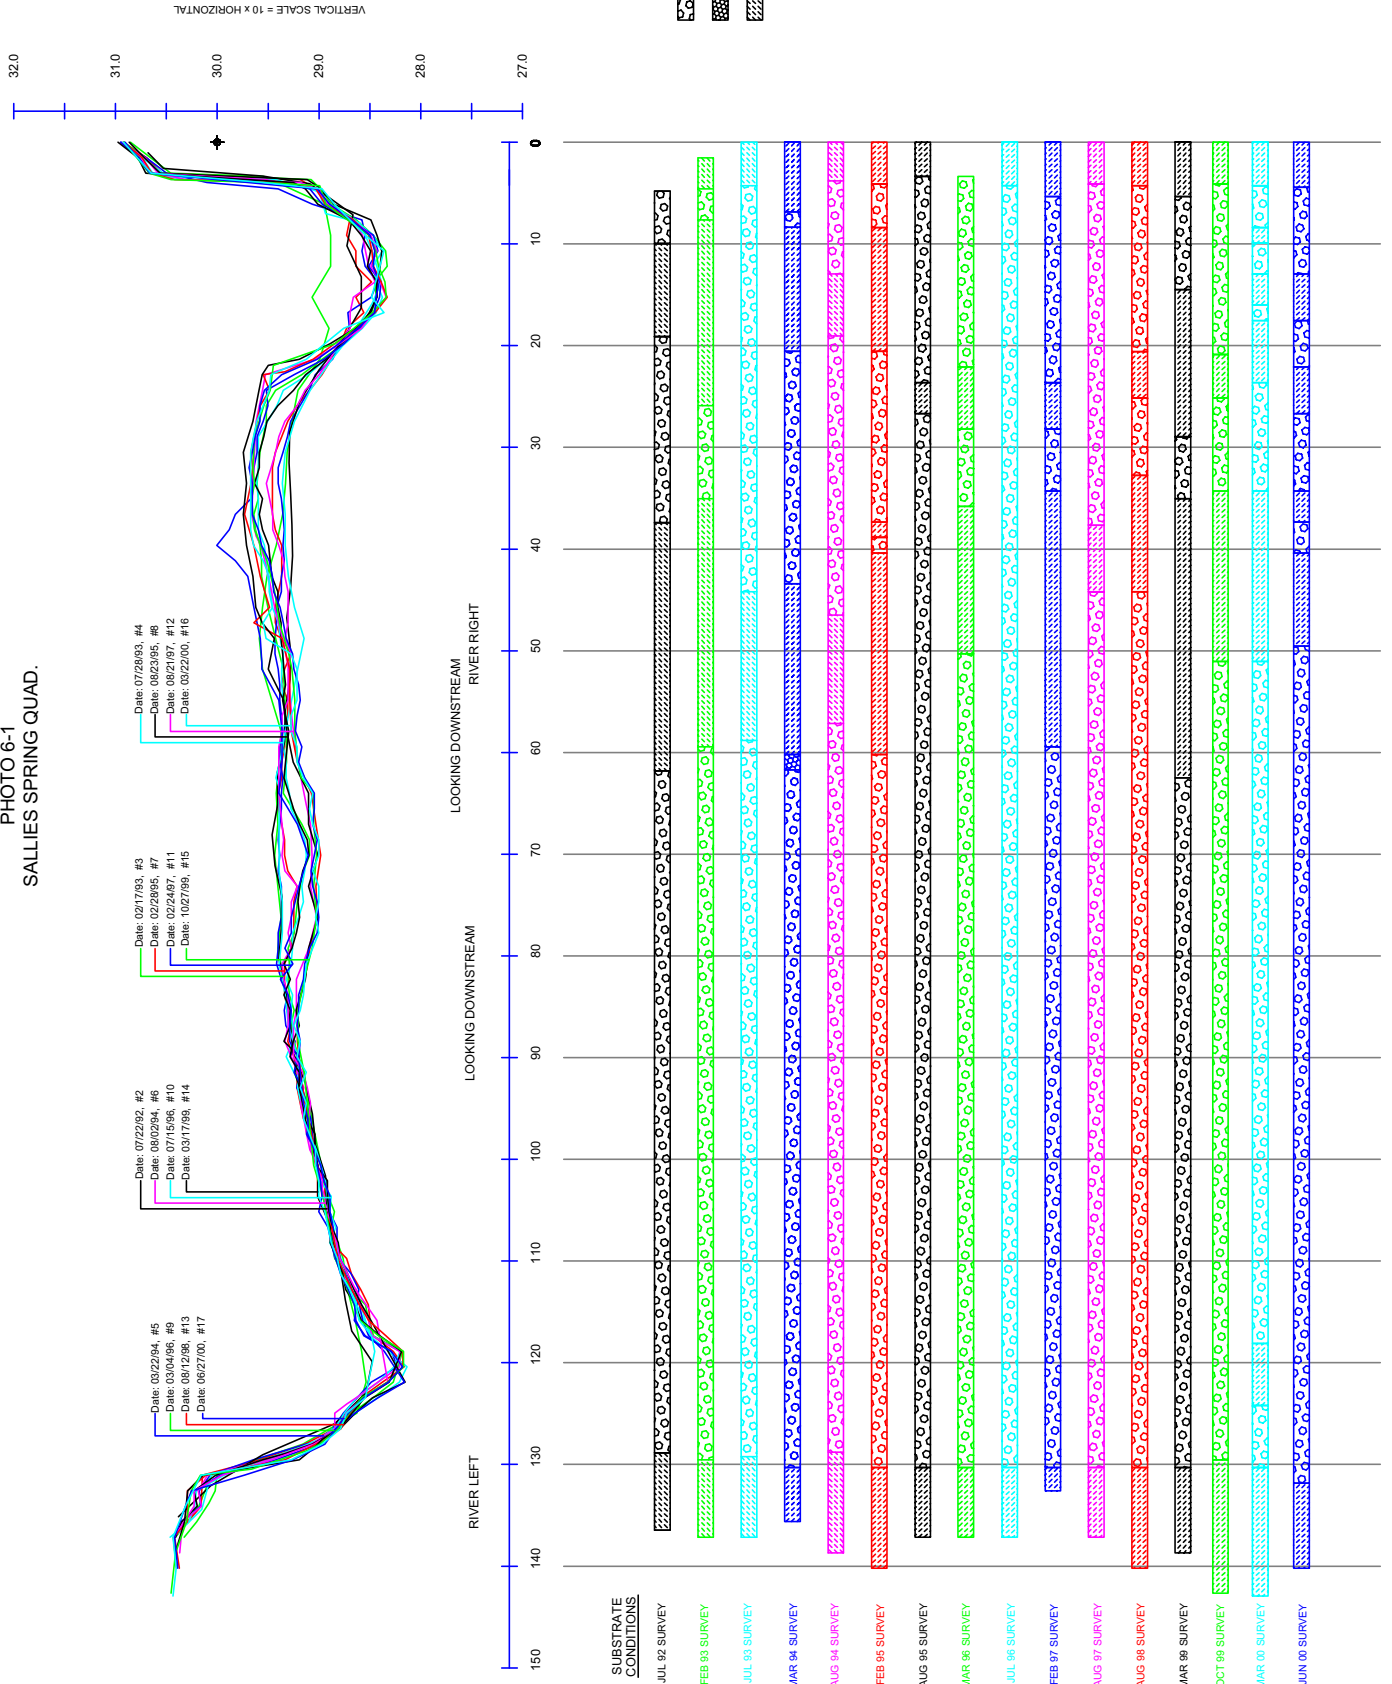 PHOTO 6-1
SALLIES SPRING QUAD.
VERTICAL SCALE = 10 x HORIZONTAL
32.0
31.0
30.0
29.0
28.0
27.0
Date: 03/22/94, #5
Date: 03/04/96, #9
Date: 08/12/98, #13
Date: 06/27/00, #17
Date: 07/22/92, #2
Date: 08/02/94, #6
Date: 07/15/96, #10
Date: 03/17/99, #14
Date: 02/17/93, #3
Date: 02/28/95, #7
Date: 02/24/97, #11
Date: 10/27/99, #15
Date: 07/28/93, #4
Date: 08/23/95, #8
Date: 08/21/97, #12
Date: 03/22/00, #16
LOOKING DOWNSTREAM
LOOKING DOWNSTREAM
RIVER LEFT
RIVER RIGHT
150
140
130
120
110
100
90
80
70
60
50
40
30
20
10
0
SUBSTRATE
CONDITIONS
JUL 92 SURVEY
FEB 93 SURVEY
JUL 93 SURVEY
MAR 94 SURVEY
AUG 94 SURVEY
FEB 95 SURVEY
AUG 95 SURVEY
MAR 96 SURVEY
JUL 96 SURVEY
FEB 97 SURVEY
AUG 97 SURVEY
AUG 98 SURVEY
MAR 99 SURVEY
OCT 99 SURVEY
MAR 00 SURVEY
JUN 00 SURVEY